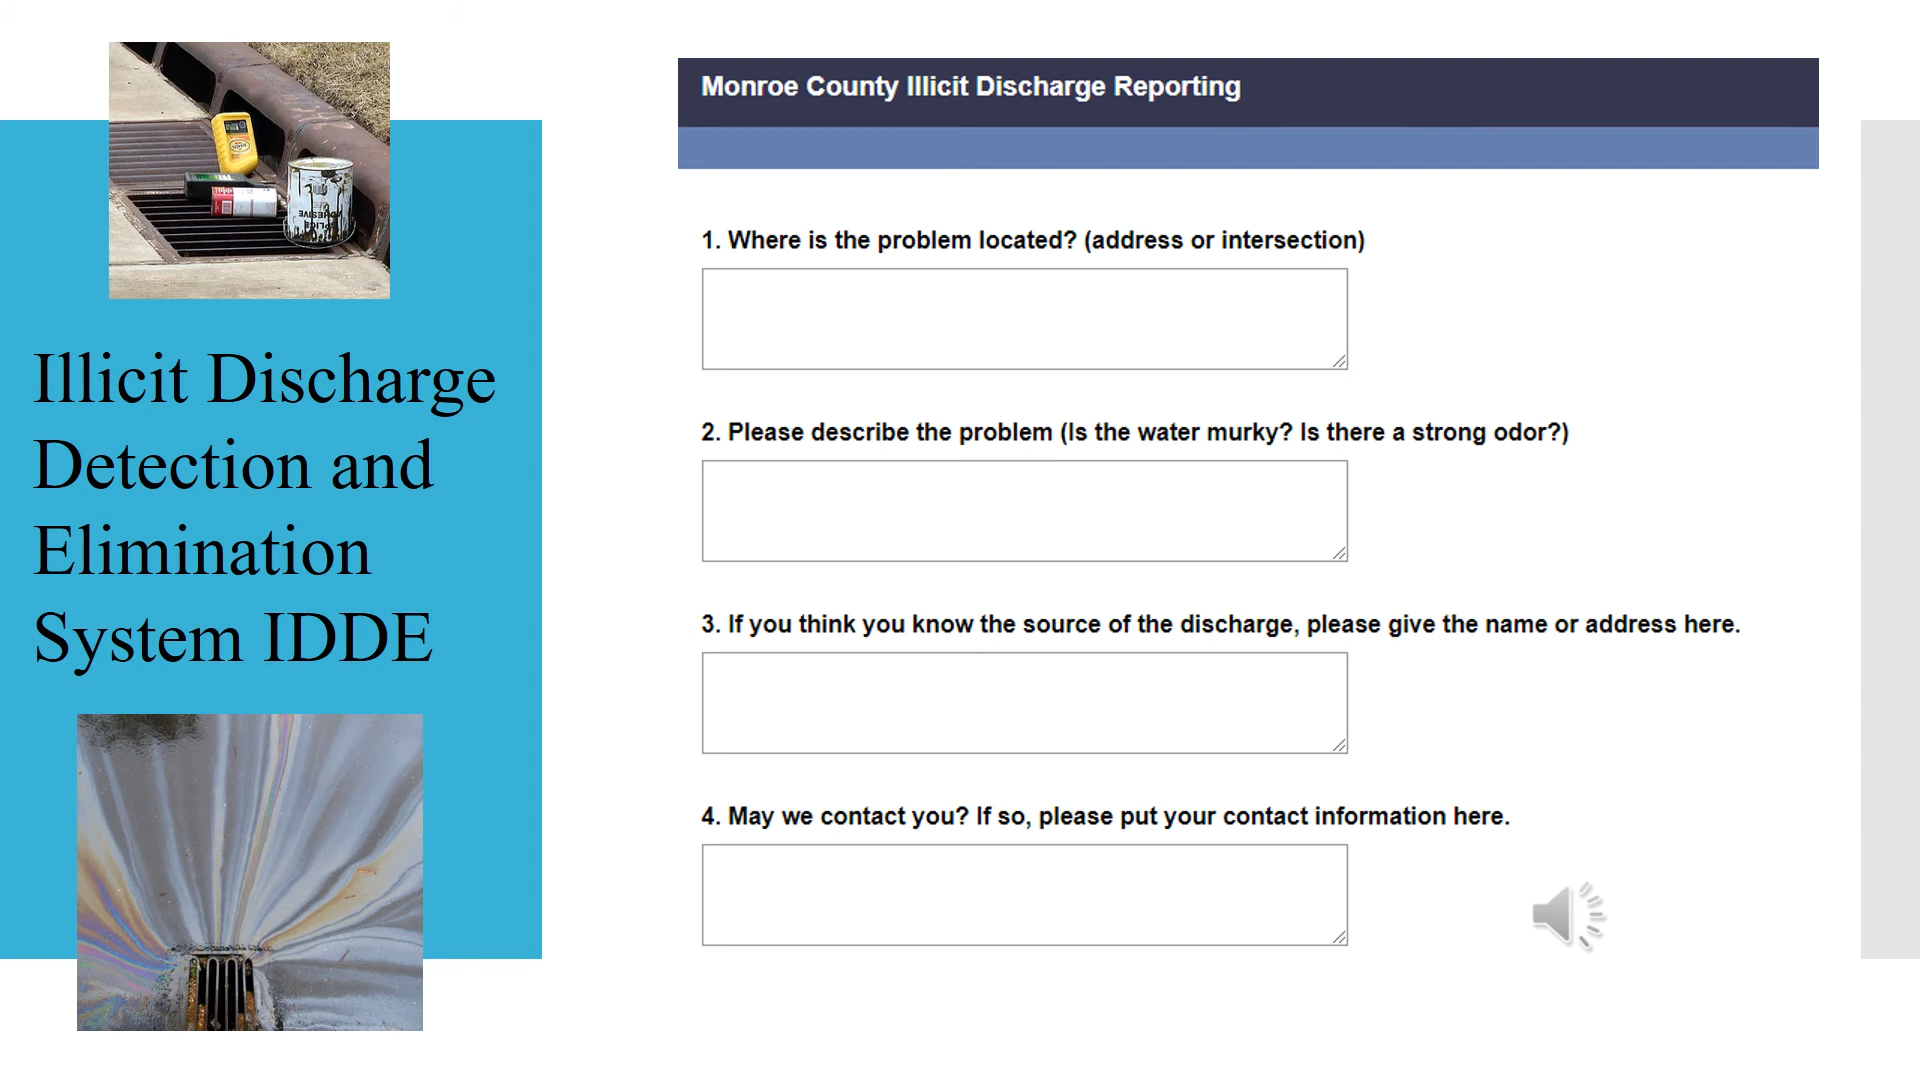 Illicit Discharge
Detection and
Elimination
System IDDE
Monroe County Illicit Discharge Reporting
1. Where is the problem located? (address or intersection)
2. Please describe the problem (Is the water murky? Is there a strong odor?)
3. If you think you know the source of the discharge, please give the name or address here.
4. May we contact you? If so, please put your contact information here.
ADHESIVE